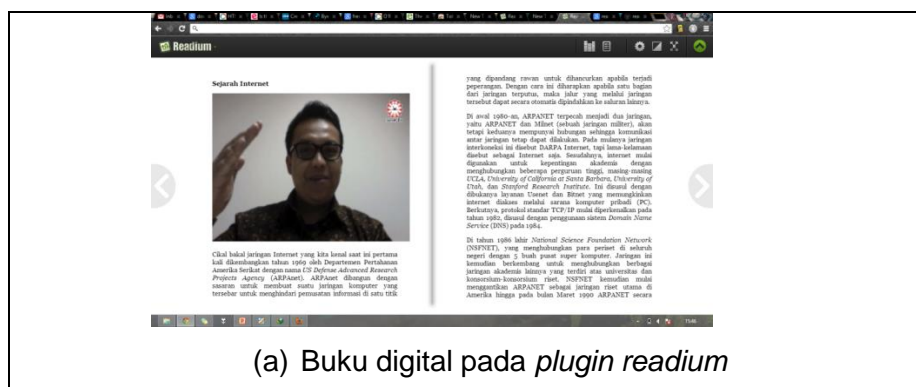 Readium
Sejarah Internet
Cikal bakal jaringan Internet yang kita kenal saat ini pertama
kali dikembangkan tahun 1969 oleh Departemen Pertahanan
Amerika Serikat dengan nama US Defense Advanced Research
Projects Agency (ARPAnet). ARPAnet dibangun dengan
sasaran untuk membuat suatu jaringan komputer yang
tersebar untuk menghindari pemusatan informasi di satu titik
yang dipandang rawan untuk dihancurkan apabila terjadi
peperangan. Dengan cara ini diharapkan apabila satu bagian
dari jaringan terputus, maka jalur yang melalui jaringan
tersebut dapat secara otomatis dipindahkan ke saluran lainnya.
Di awal 1980-an, ARPANET terpecah menjadi dua jaringan,
yaitu ARPANET dan Milnet (sebuah jaringan militer), akan
tetapi keduanya mempunyai hubungan sehingga komunikasi
antar jaringan tetap dapat dilakukan. Pada mulanya jaringan
interkoneksi ini disebut DARPA Internet, tapi lama-kelamaan
disebut sebagai Internet saja. Sesudahnya, internet mulai
digunakan untuk kepentingan akademis dengan
menghubungkan beberapa perguruan tinggi, masing-masing
UCLA, University of California at Santa Barbara, University of
Utah, dan Stanford Research Institute. Ini disusul dengan
dibukanya layanan Usenet dan Bitnet yang memungkinkan
internet diakses melalui sarana komputer pribadi (PC).
Berkutnya, protokol standar TCP/IP mulai diperkenalkan pada
tahun 1982, disusul dengan penggunaan sistem Domain Name
Service (DNS) pada 1984.
Di tahun 1986 lahir National Science Foundation Network
(NSFNET), yang menghubungkan para periset di seluruh
negeri dengan 5 buah pusat super komputer. Jaringan ini
kemudian berkembang untuk menghubungkan berbagai
jaringan akademis lainnya yang terdiri atas universitas dan
konsorsium-konsorsium riset. NSFNET kemudian mulai
menggantikan ARPANET sebagai jaringan riset utama di
Amerika hingga pada bulan Maret 1990 ARPANET secara
15:46
(a) Buku digital pada plugin readium